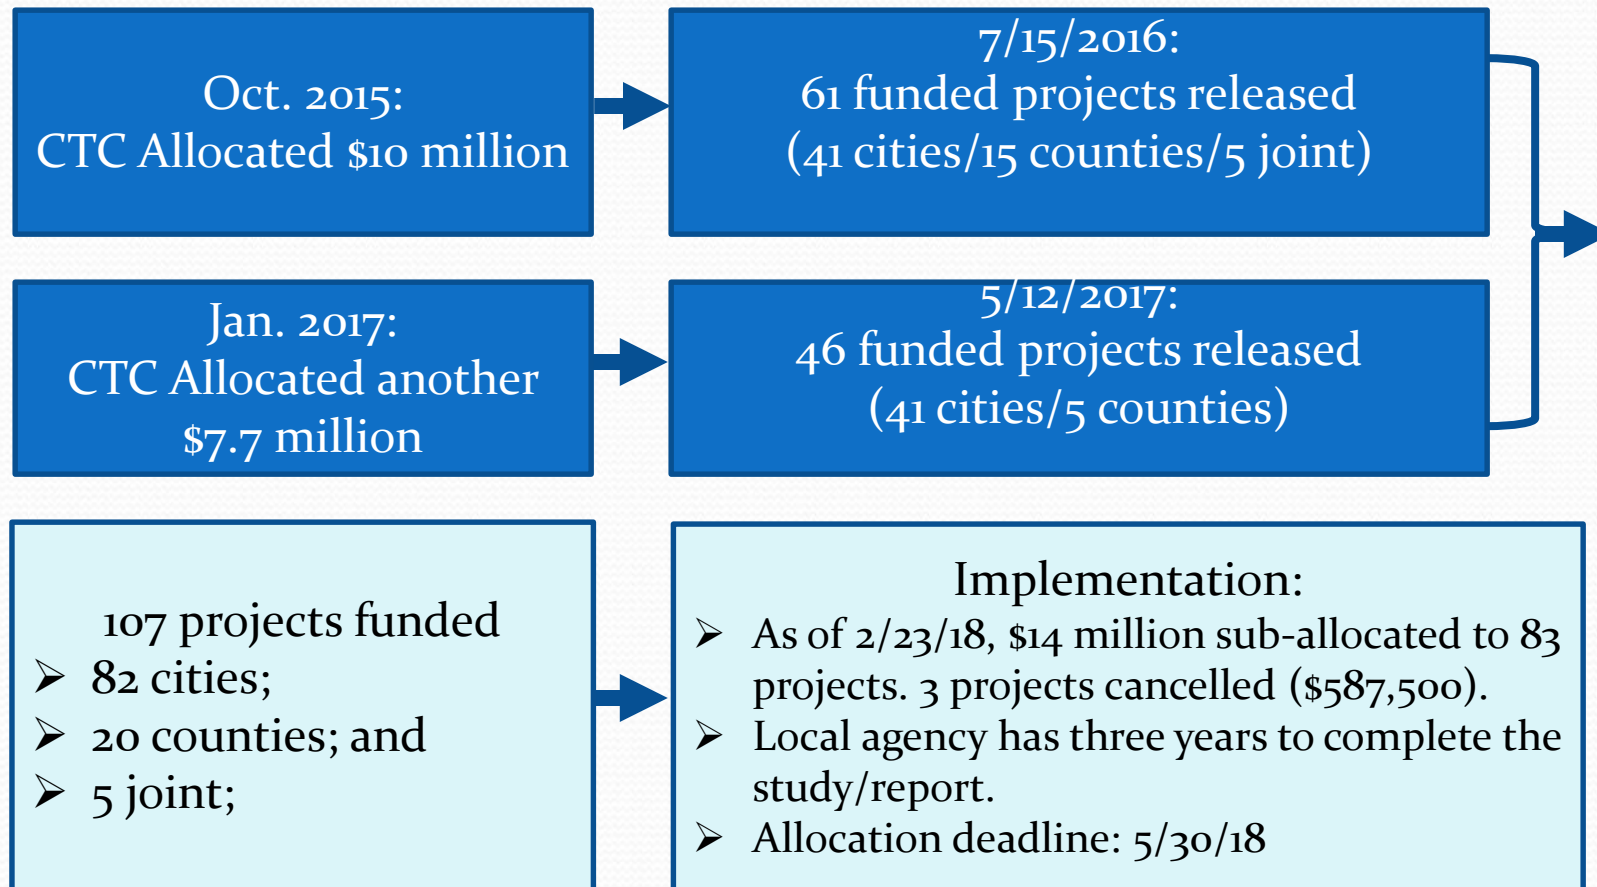 Oct. 2015:
CTC Allocated $10 million
7/15/2016:
61 funded projects released
(41 cities/15 counties/5 joint)
Jan. 2017:
CTC Allocated another
$7.7 million
5/12/2017:
46 funded projects released
(41 cities/5 counties)
107 projects funded
➢ 82 cities;
➢ 20 counties; and
➢ 5 joint;
Implementation:
➢ As of 2/23/18, $14 million sub-allocated to 83
projects. 3 projects cancelled ($587,500).
➢ Local agency has three years to complete the
study/report.
➢ Allocation deadline: 5/30/18